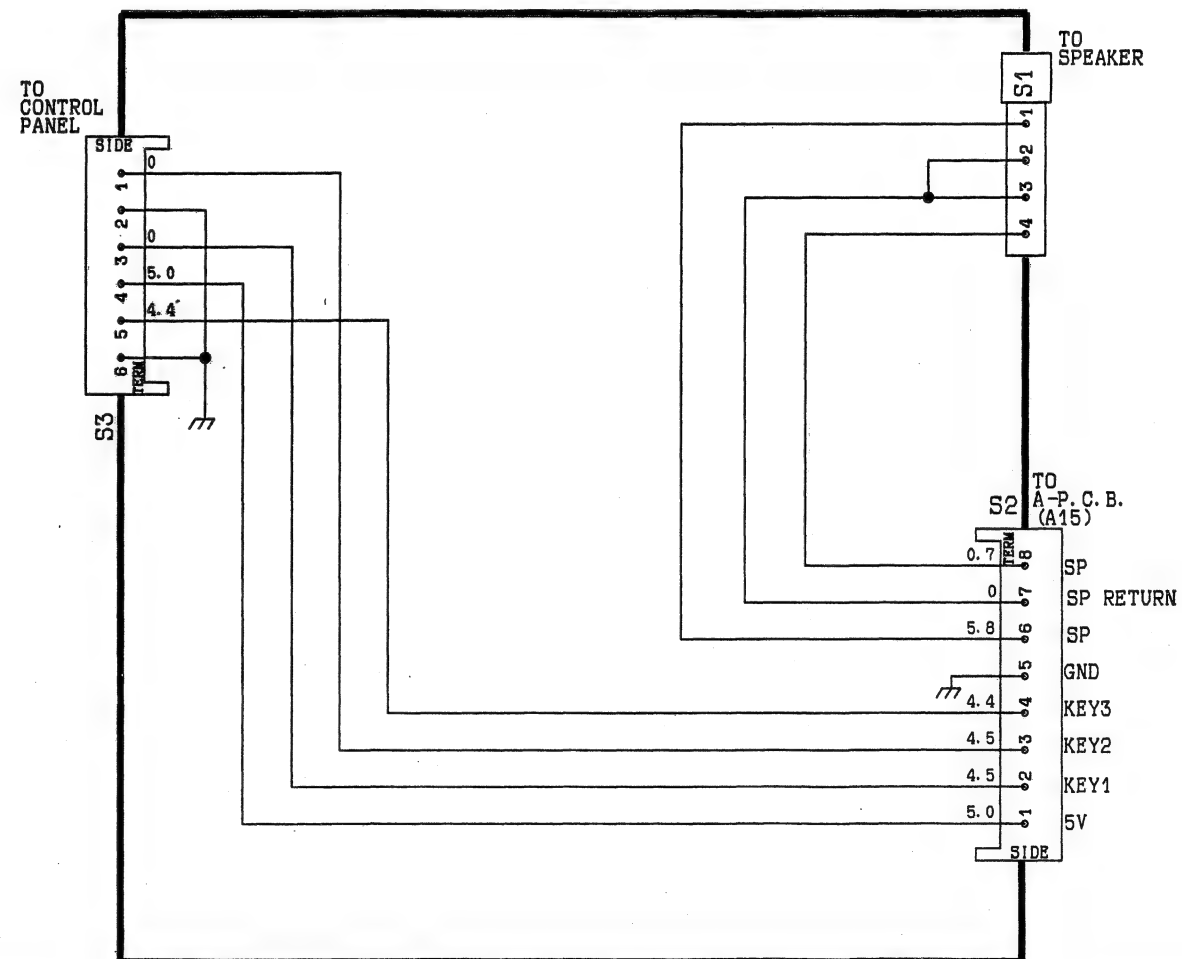 TO
SPEAKER
S1
1
2
3
4
TO
CONTROL
PANEL
SIDE
0
1
2
0
3
5.0
4
4.4
5
6
TERM
S3
TO
A-P.C.B.
(A15)
S2
TERM
0.7 8 SP
0 7 SP RETURN
5.8 6 SP
5 GND
4.4 4 KEY3
4.5 3 KEY2
4.5 2 KEY1
5.0 1 5V
SIDE